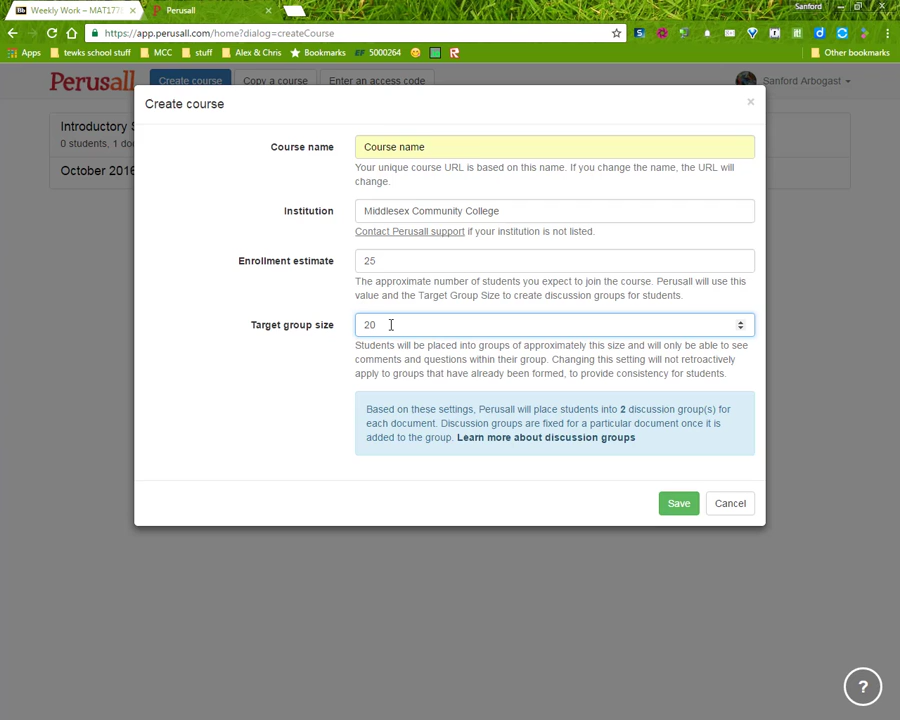 Bb Weekly Work – MAT177
Perusall
Sanford
https://app.perusall.com/home?dialog=createCourse
Apps tewks school stuff MCC stuff Alex & Chris Bookmarks EF 5000264 Other bookmarks
Perusall Create course Copy a course Enter an access code Sanford Arbogast
Introductory S
0 students, 1 doc
October 2016
Create course
×
Course name Course name
Your unique course URL is based on this name. If you change the name, the URL will
change.
Institution Middlesex Community College
Contact Perusall support if your institution is not listed.
Enrollment estimate 25
The approximate number of students you expect to join the course. Perusall will use this
value and the Target Group Size to create discussion groups for students.
Target group size 20
Students will be placed into groups of approximately this size and will only be able to see
comments and questions within their group. Changing this setting will not retroactively
apply to groups that have already been formed, to provide consistency for students.
Based on these settings, Perusall will place students into 2 discussion group(s) for
each document. Discussion groups are fixed for a particular document once it is
added to the group. Learn more about discussion groups
Save Cancel
?